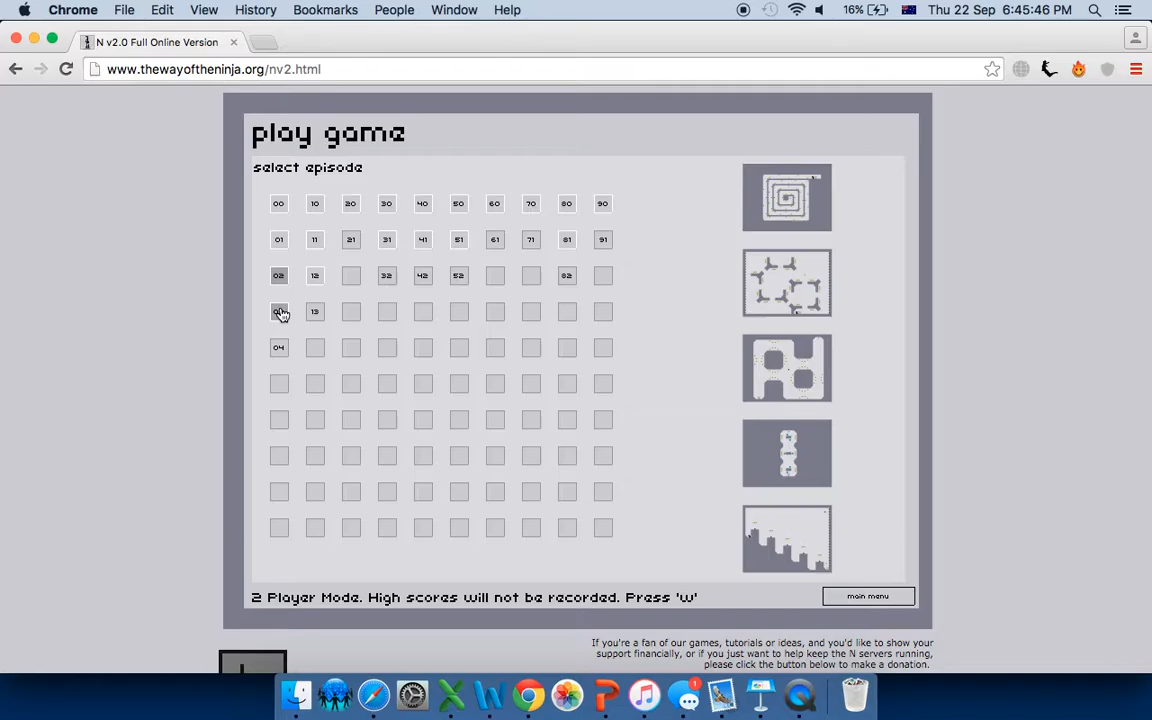 Chrome File Edit View History Bookmarks People Window Help 16% Thu 22 Sep 6:45:46 PM
N v2.0 Full Online Version
www.thewayoftheninja.org/nv2.html
play game
select episode
00 10 20 30 40 50 60 70 80 90
01 11 21 31 41 51 61 71 81 91
02 12 32 42 52 82
13
04
2 Player Mode. High scores will not be recorded. Press 'w'
main menu
If you're a fan of our games, tutorials or ideas, and you'd like to show your
support financially, or if you just want to help keep the N servers running,
please click the button below to make a donation.
1